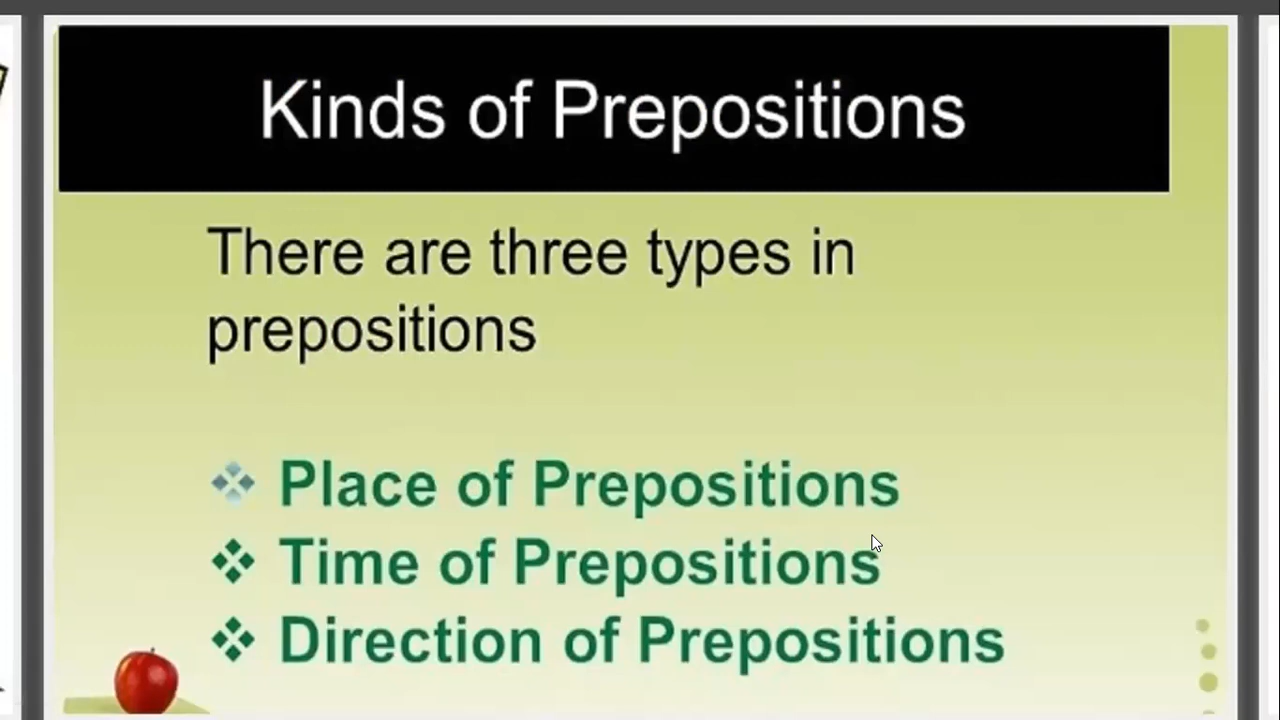 Kinds of Prepositions
There are three types in
prepositions
Place of Prepositions
Time of Prepositions
Direction of Prepositions